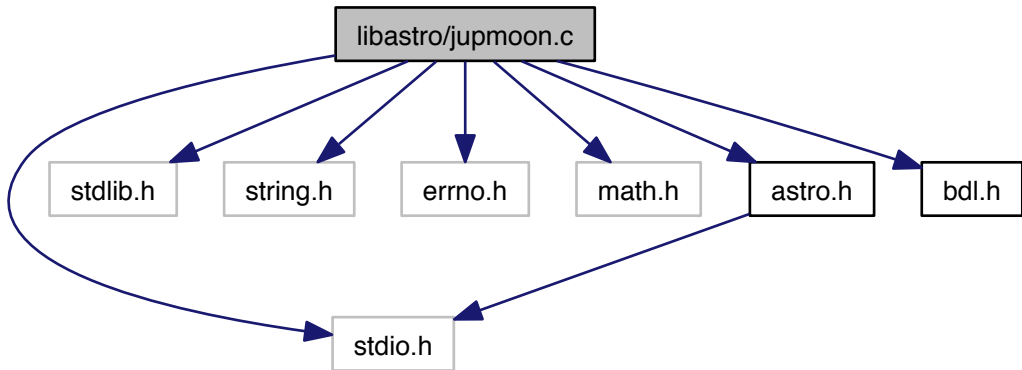 libastro/jupmoon.c
stdlib.h
string.h
errno.h
math.h
astro.h
bdl.h
stdio.h